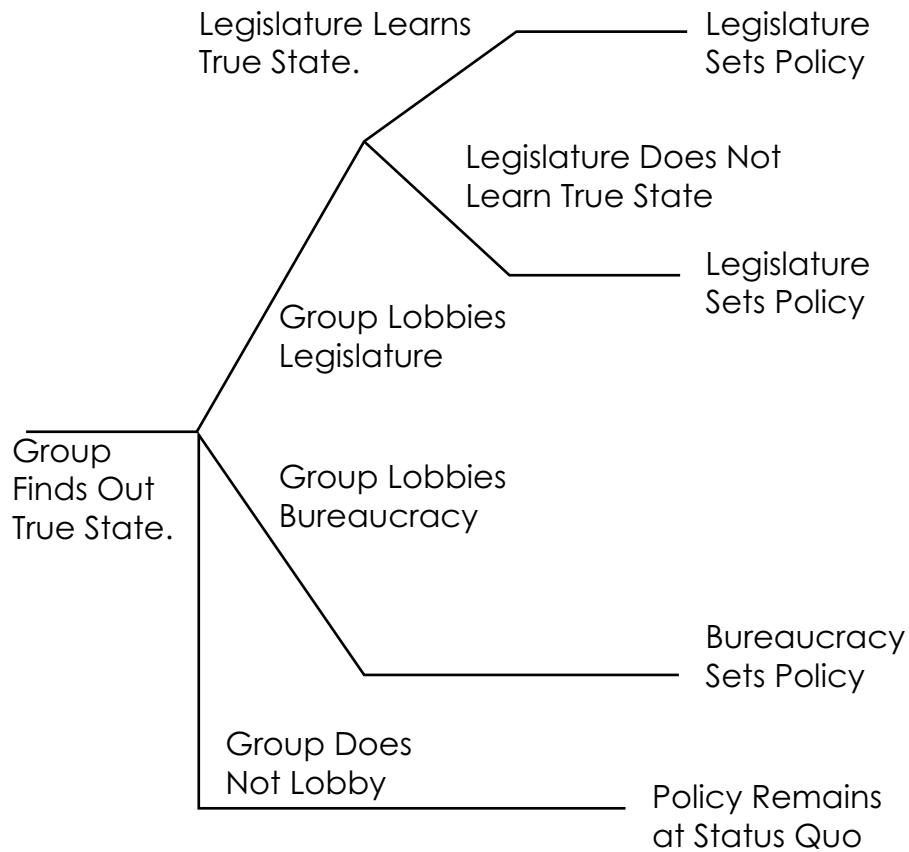 Legislature Learns
True State.
Legislature
Sets Policy
Legislature Does Not
Learn True State
Legislature
Sets Policy
Group Lobbies
Legislature
Group
Finds Out
True State.
Group Lobbies
Bureaucracy
Bureaucracy
Sets Policy
Group Does
Not Lobby
Policy Remains
at Status Quo